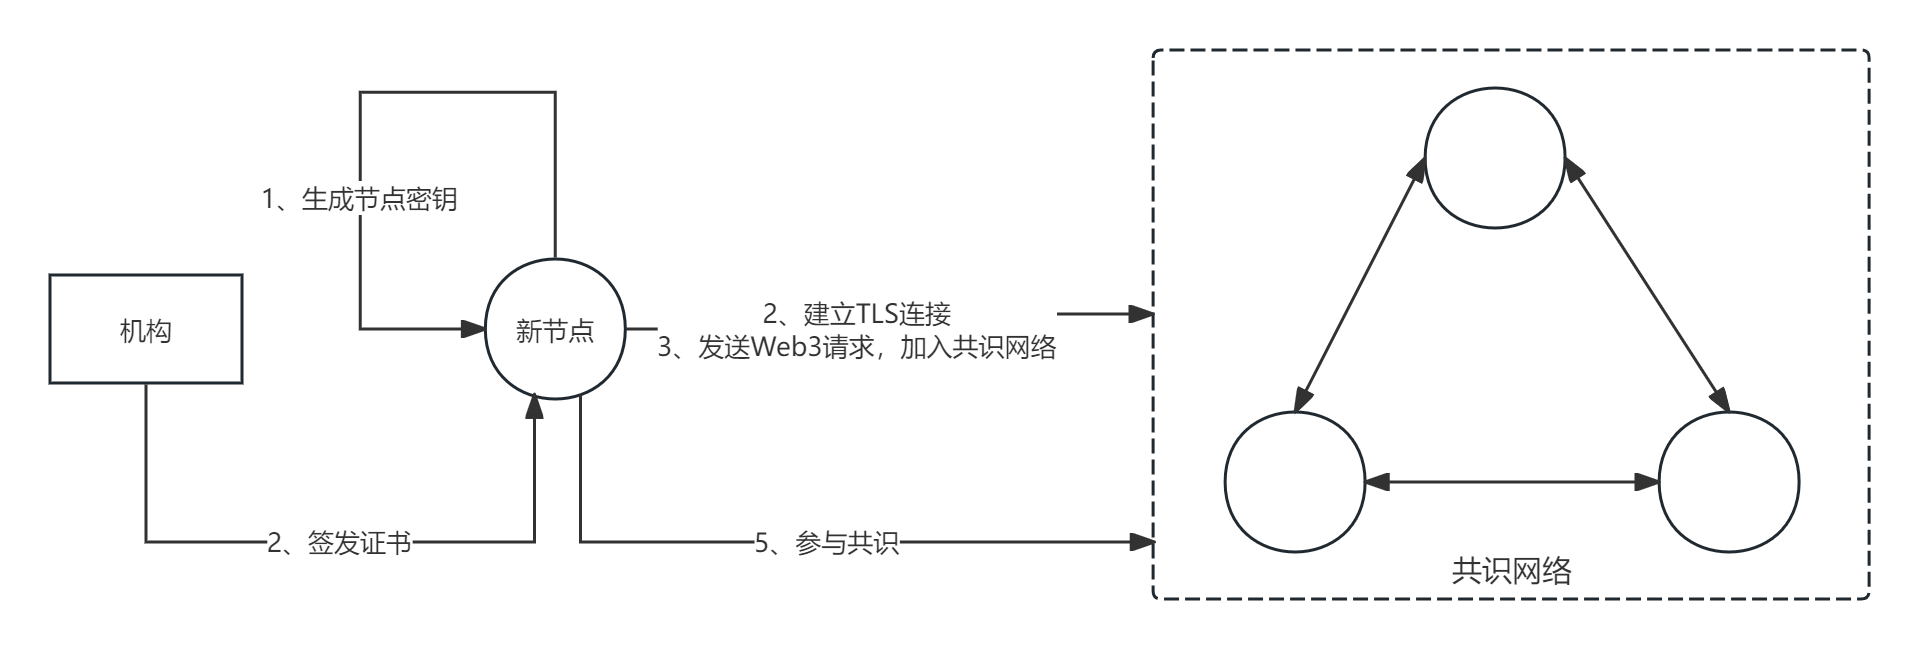 1、生成节点密钥
机构
新节点
2、建立TLS连接
3、发送Web3请求，加入共识网络
2、签发证书
5、参与共识
共识网络